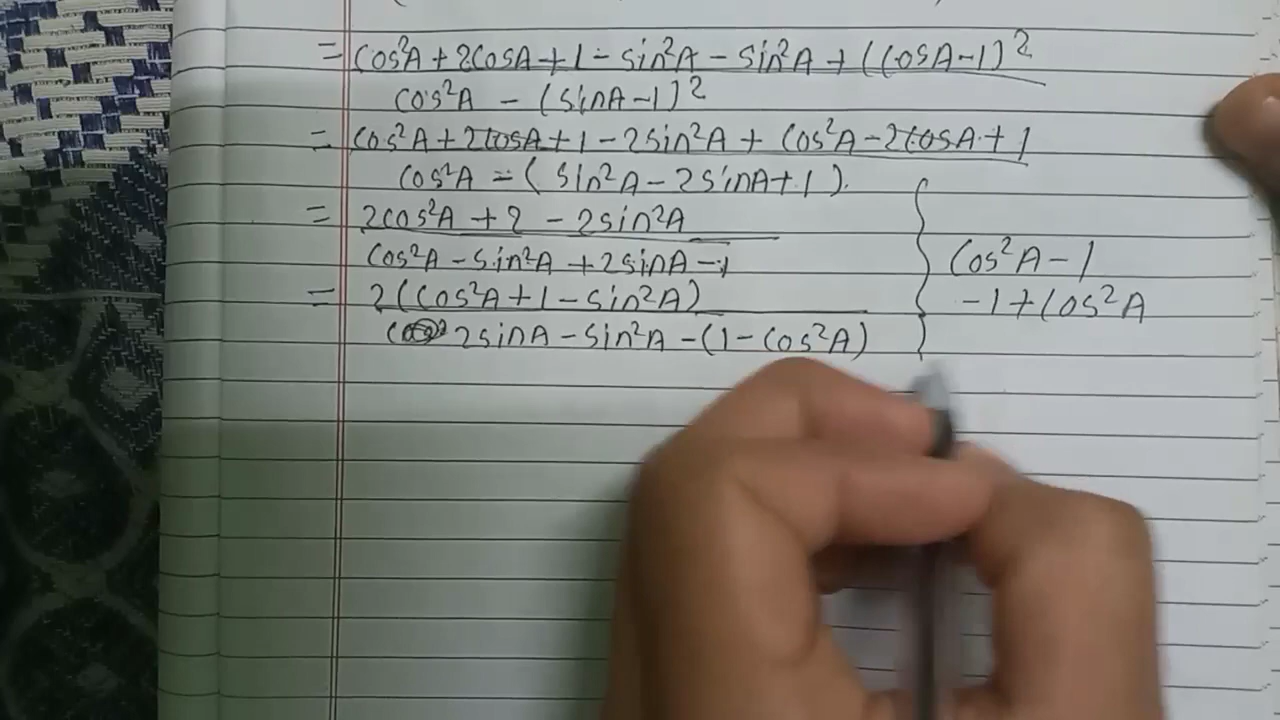 = cos²A + 2cosA + 1 - sin²A - sin²A + (cosA-1)²
cos²A - (sinA-1)²
= cos²A + 2cosA + 1 - 2sin²A + cos²A - 2cosA + 1
cos²A - (sin²A - 2sinA + 1)
= 2cos²A + 2 - 2sin²A
cos²A - sin²A + 2sinA - 1
= 2(cos²A + 1 - sin²A)
2sinA - sin²A - (1 - cos²A)
cos²A - 1
-1 + cos²A